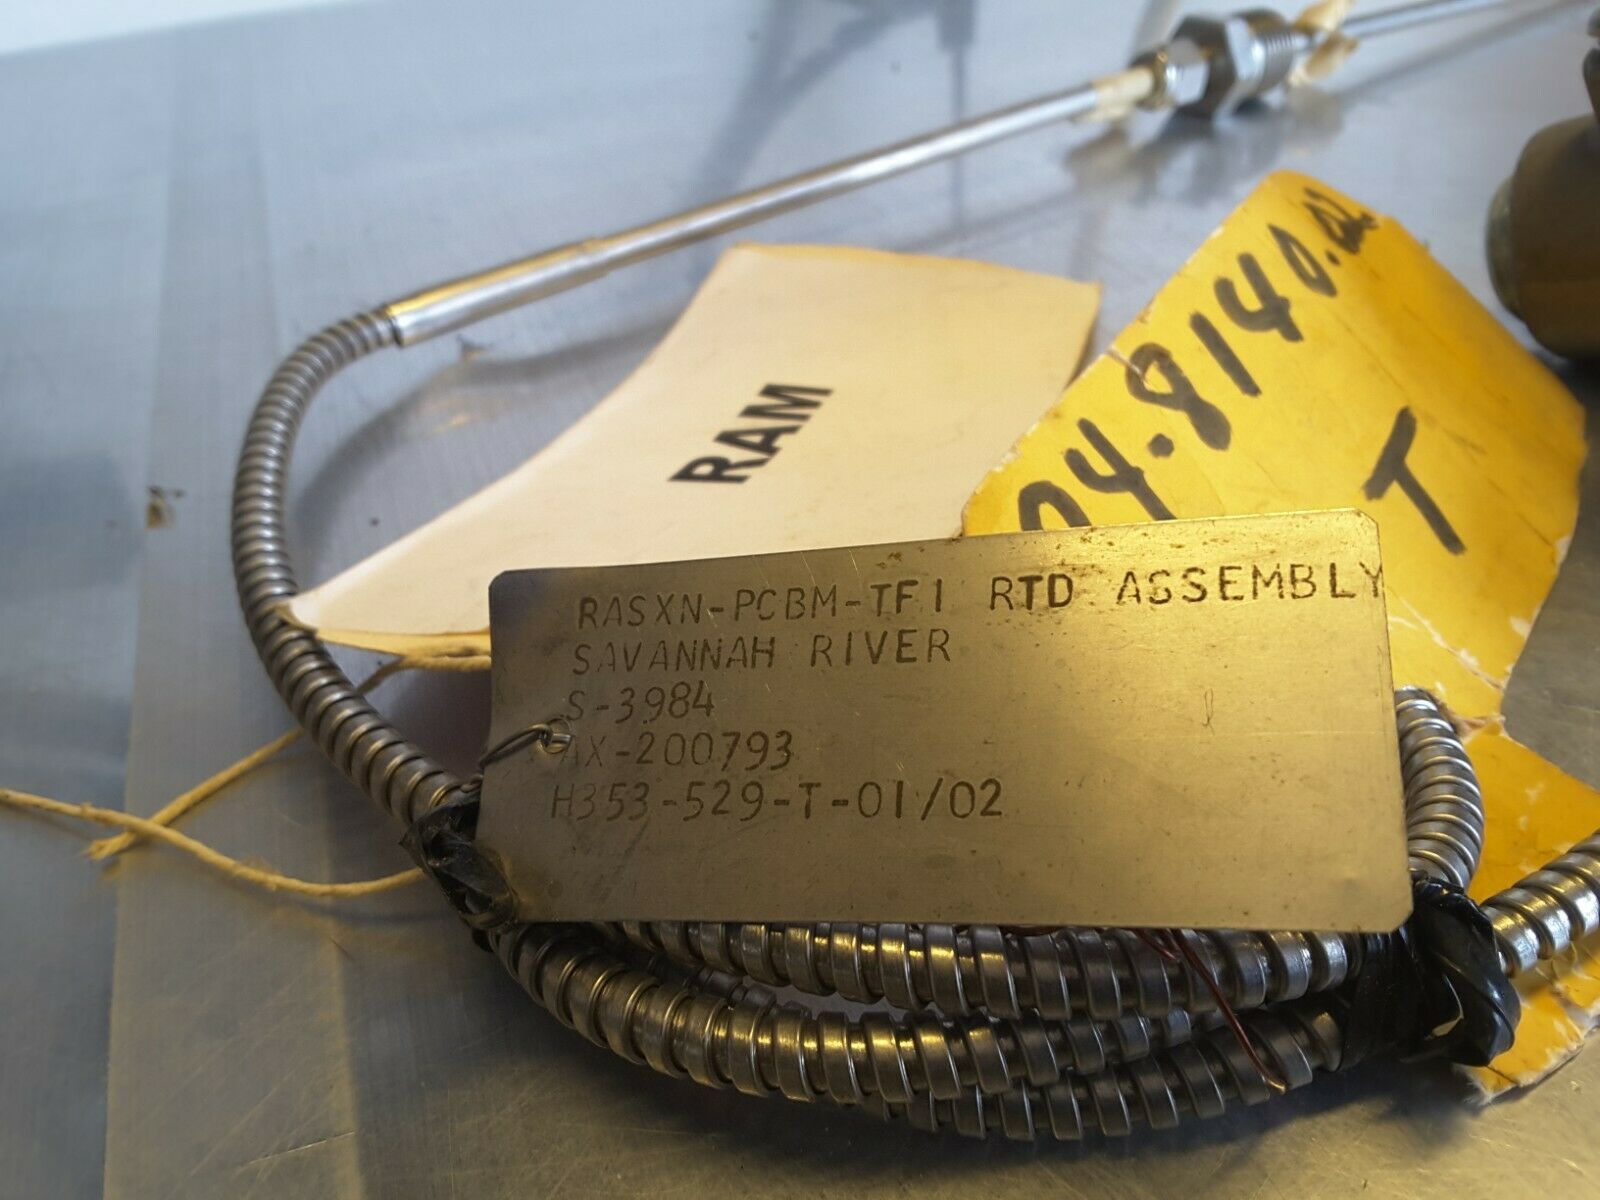 RAM
04.8140.02
T
RASXN-PCBM-TF1 RTD ASSEMBLY
SAVANNAH RIVER
S-3984
AX-200793
H353-529-T-01/02